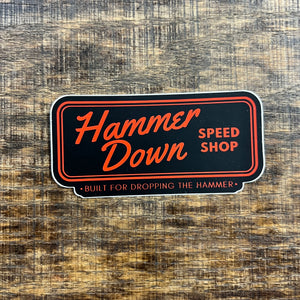 Hammer
Down
SPEED
SHOP
• BUILT FOR DROPPING THE HAMMER •